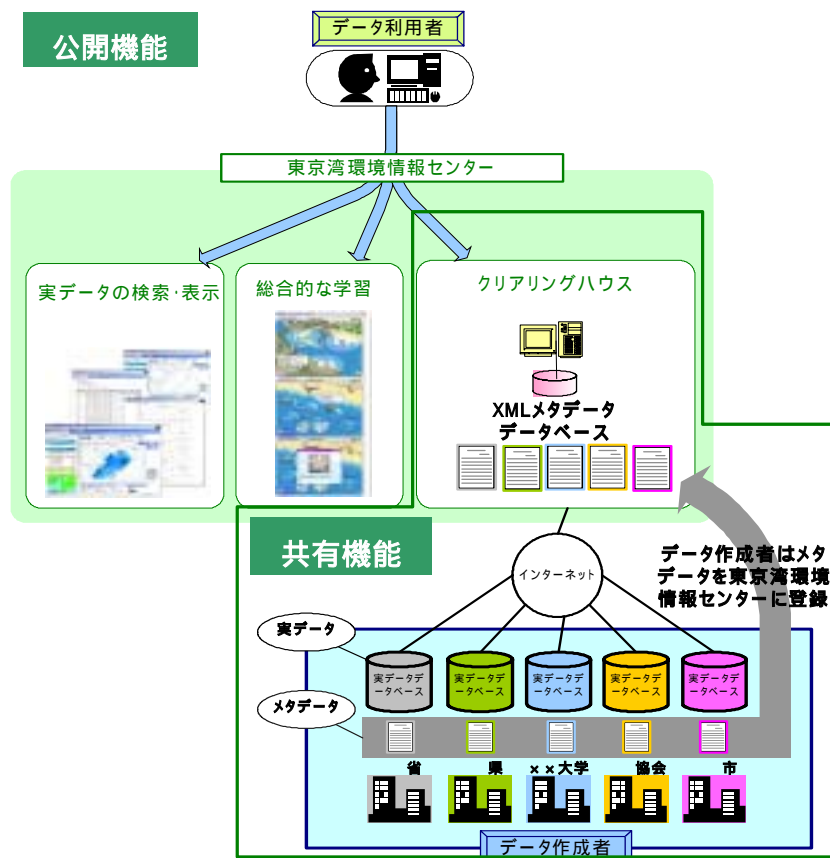 データ利用者
公開機能
東京湾環境情報センター
実データの検索・表示
総合的な学習
クリアリングハウス
XMLメタデータ
データベース
共有機能
インターネット
データ作成者はメタ
データを東京湾環境
情報センターに登録
実データ
実データデ
ータベース
実データデ
ータベース
実データデ
ータベース
実データデ
ータベース
実データデ
ータベース
メタデータ
省
県
××大学
協会
市
データ作成者